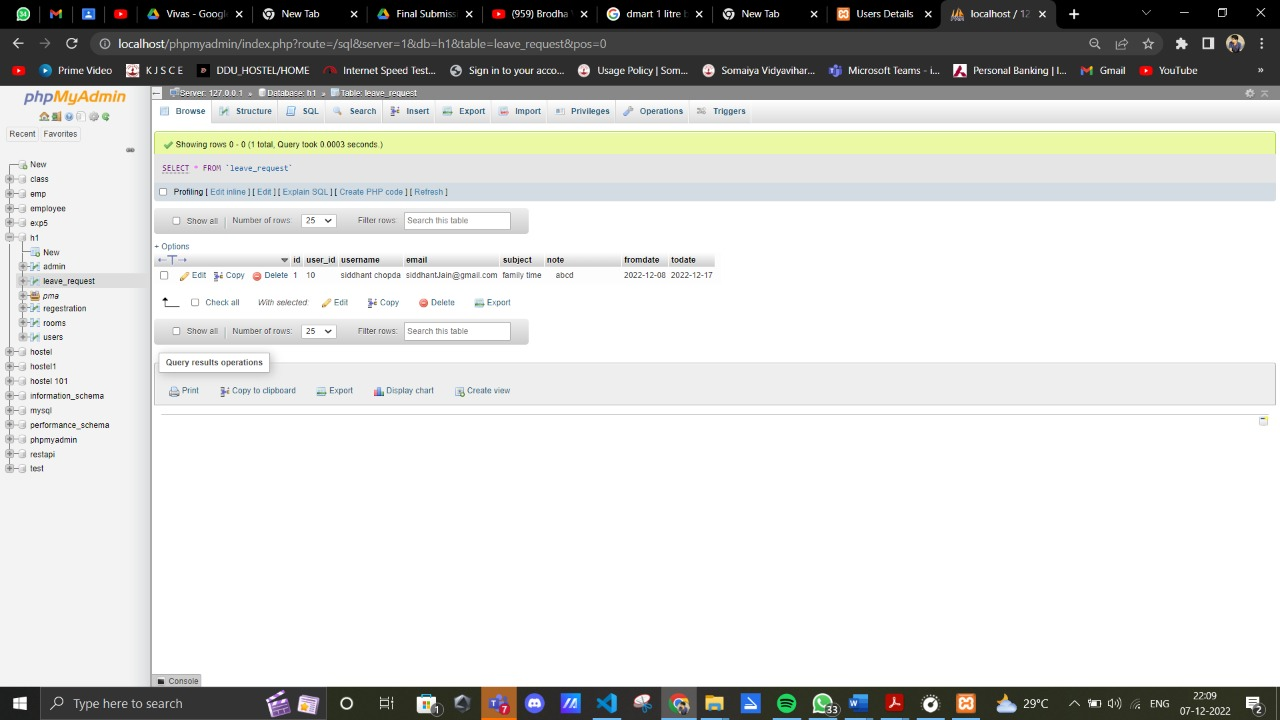 Vivas - Google
New Tab
Final Submiss
(959) Brodha V
dmart 1 litre b
New Tab
Users Details
localhost / 12
localhost/phpmyadmin/index.php?route=/sql&server=1&db=h1&table=leave_request&pos=0
Prime Video
K J S C E
DDU_HOSTEL/HOME
Internet Speed Test...
Sign in to your acco...
Usage Policy | Som...
Somaiya Vidyavihar...
Microsoft Teams - i...
Personal Banking | I...
Gmail
YouTube
»
phpMyAdmin
Recent
Favorites
New
class
emp
employee
exp5
h1
New
admin
leave_request
pma
regestration
rooms
users
hostel
hostel1
hostel 101
information_schema
mysql
performance_schema
phpmyadmin
restapi
test
Server: 127.0.0.1 » Database: h1 » Table: leave_request
Browse Structure SQL Search Insert Export Import Privileges Operations Triggers
Showing rows 0 - 0 (1 total, Query took 0.0003 seconds.)
SELECT * FROM `leave_request`
Profiling [ Edit inline ] [ Edit ] [ Explain SQL ] [ Create PHP code ] [ Refresh ]
Show all Number of rows: 25 Filter rows: Search this table
+ Options
id user_id username email subject note fromdate todate
Edit Copy Delete 1 10 siddhant chopda siddhantJain@gmail.com family time abcd 2022-12-08 2022-12-17
Check all With selected: Edit Copy Delete Export
Show all Number of rows: 25 Filter rows: Search this table
Query results operations
Print Copy to clipboard Export Display chart Create view
Console
Type here to search
1
7
33
29°C
ENG
22:09
07-12-2022
2